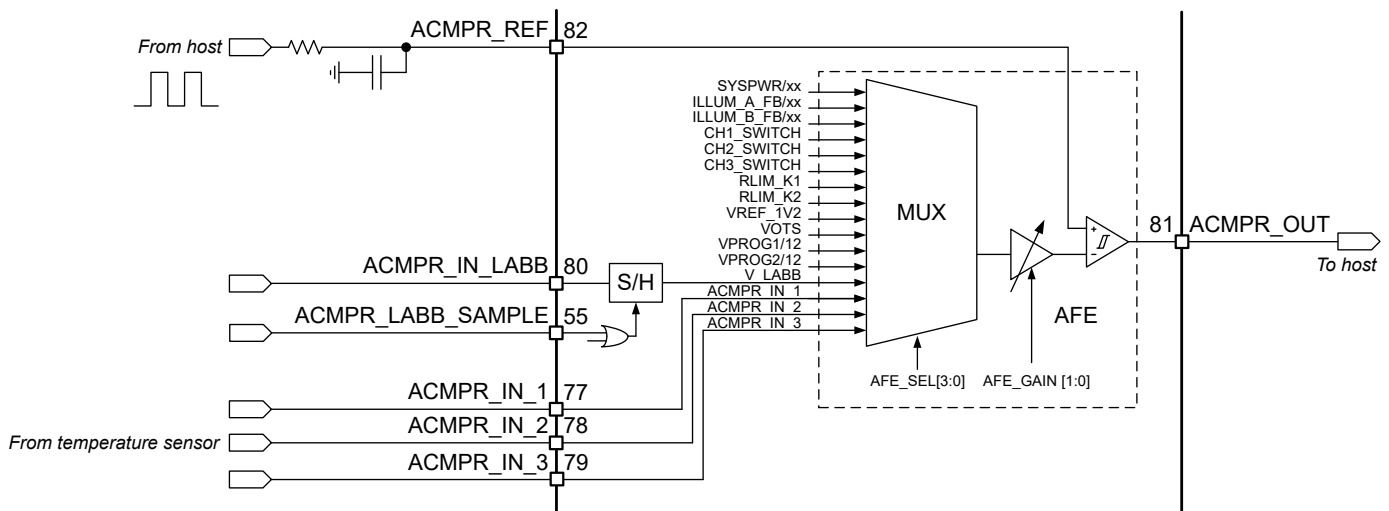 ACMPR_REF 82
From host
SYSPWR/xx
ILLUM_A_FB/xx
ILLUM_B_FB/xx
CH1_SWITCH
CH2_SWITCH
CH3_SWITCH
RLIM_K1
RLIM_K2
VREF_1V2
VOTS
VPROG1/12
VPROG2/12
V_LABB
ACMPR_IN_1
ACMPR_IN_2
ACMPR_IN_3
MUX
81 ACMPR_OUT
To host
ACMPR_IN_LABB 80
S/H
ACMPR_LABB_SAMPLE 55
AFE
AFE_SEL[3:0]
AFE_GAIN [1:0]
ACMPR_IN_1 77
ACMPR_IN_2 78
From temperature sensor
ACMPR_IN_3 79
+
−